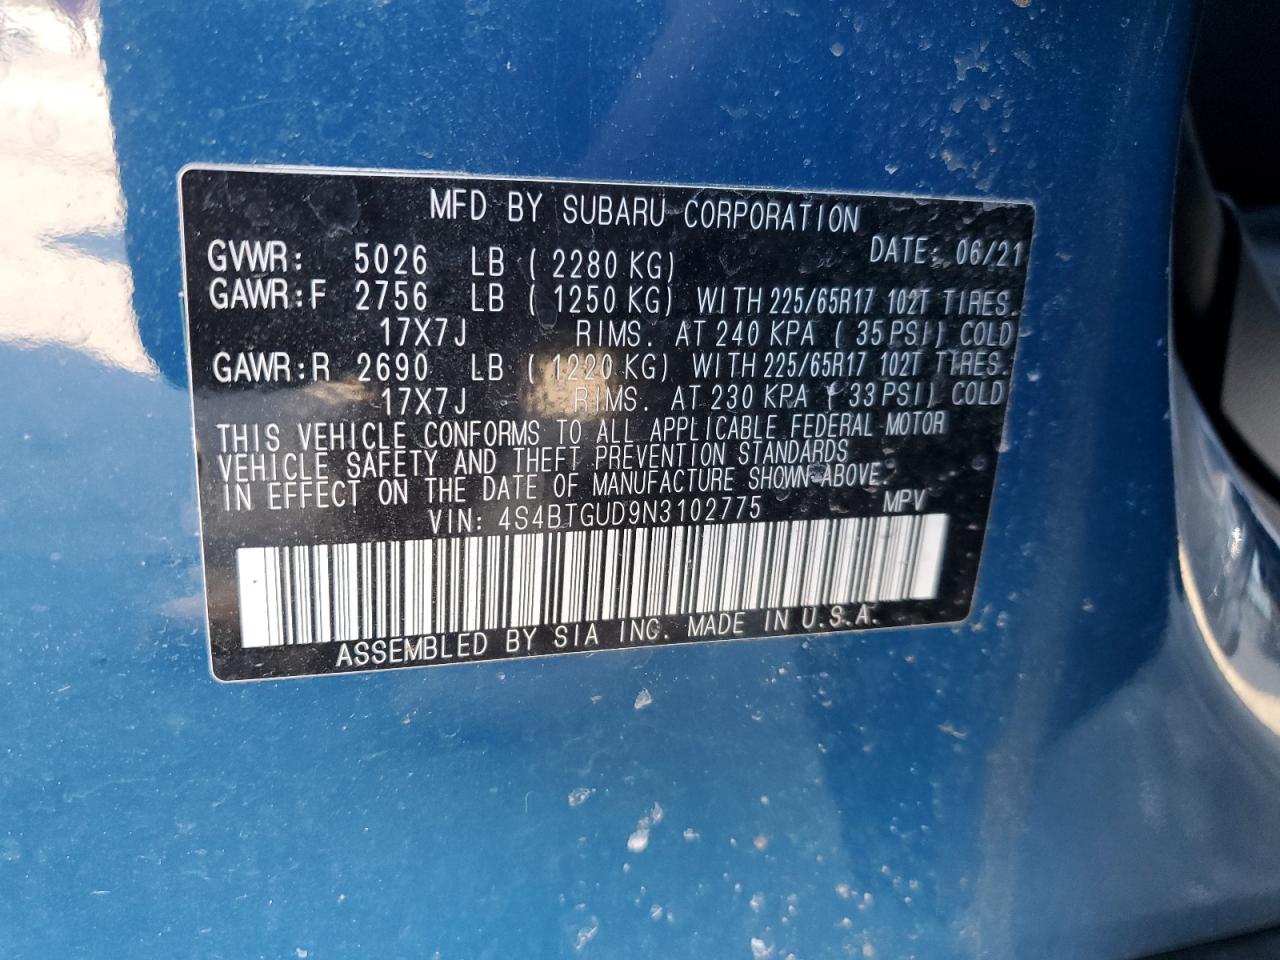 MFD BY SUBARU CORPORATION
GVWR: 5026 LB ( 2280 KG) DATE: 06/21
GAWR:F 2756 LB ( 1250 KG) WITH 225/65R17 102T TIRES.
17X7J RIMS. AT 240 KPA ( 35 PSI) COLD
GAWR:R 2690 LB ( 1220 KG) WITH 225/65R17 102T TIRES.
17X7J RIMS. AT 230 KPA ( 33 PSI) COLD
THIS VEHICLE CONFORMS TO ALL APPLICABLE FEDERAL MOTOR
VEHICLE SAFETY AND THEFT PREVENTION STANDARDS
IN EFFECT ON THE DATE OF MANUFACTURE SHOWN ABOVE.
VIN: 4S4BTGUD9N3102775 MPV
ASSEMBLED BY SIA INC. MADE IN U.S.A.